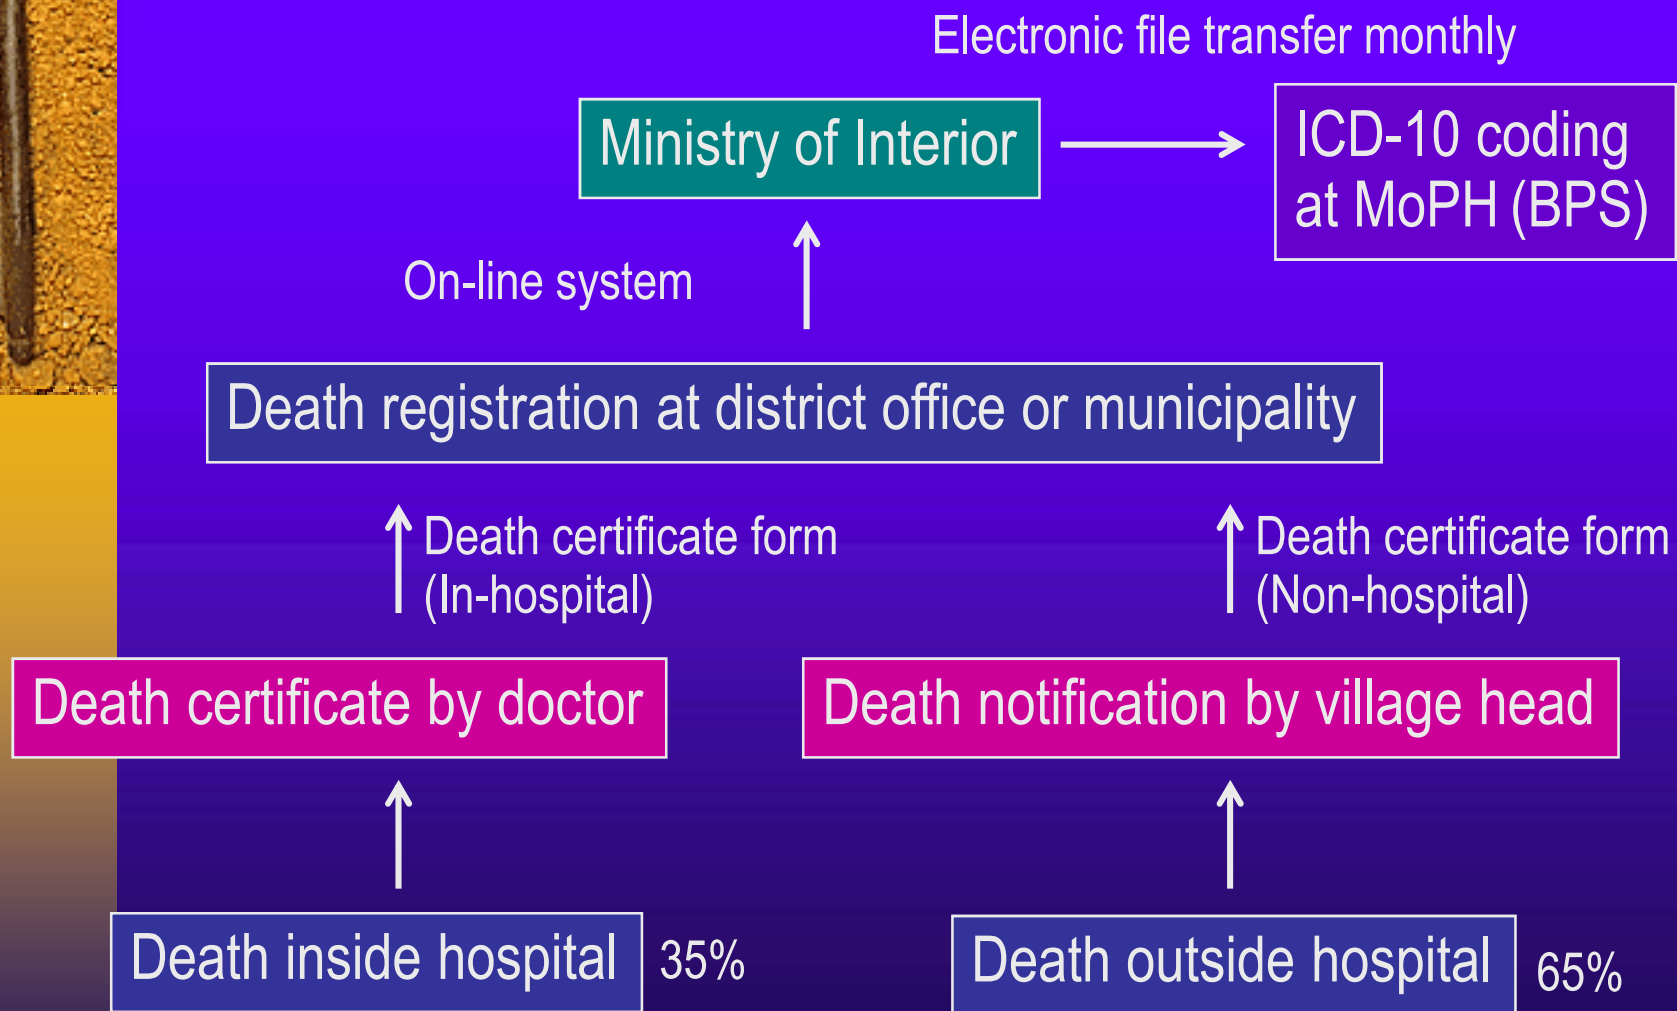 Electronic file transfer monthly
Ministry of Interior
ICD-10 coding
at MoPH (BPS)
On-line system
Death registration at district office or municipality
Death certificate form
(In-hospital)
Death certificate form
(Non-hospital)
Death certificate by doctor
Death notification by village head
Death inside hospital
35%
Death outside hospital
65%